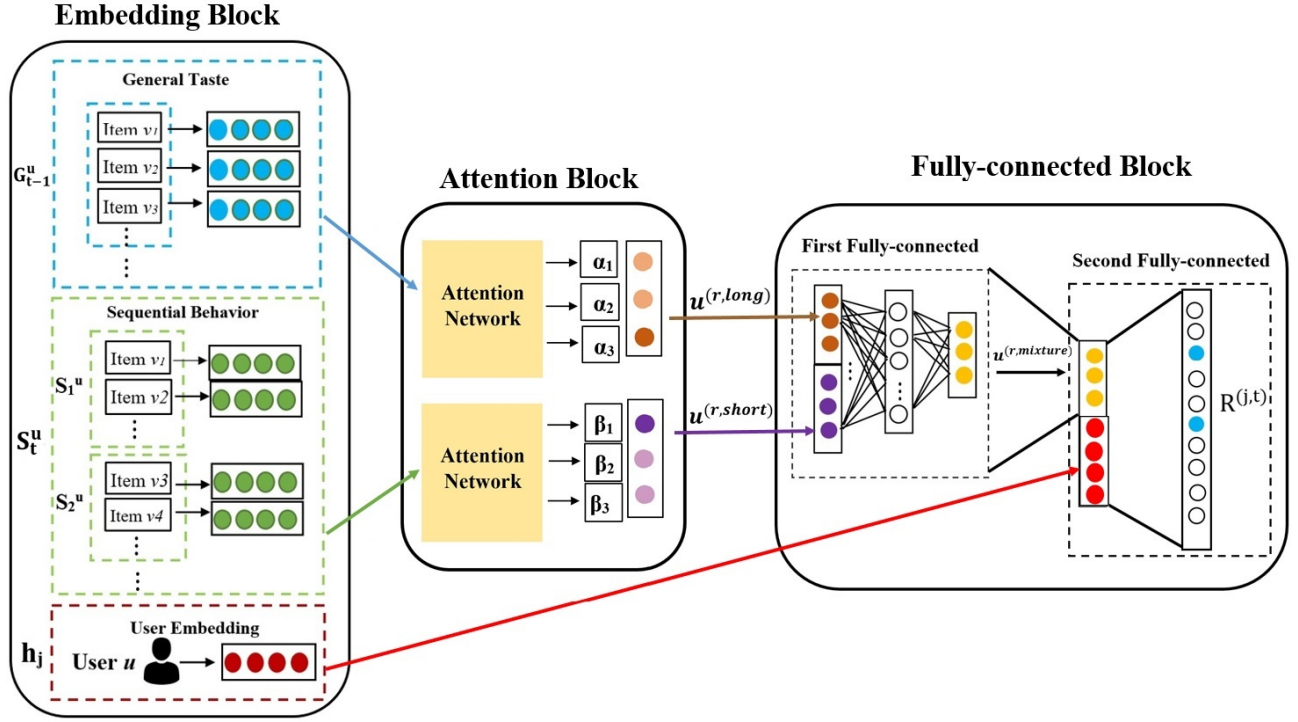 Embedding Block
General Taste
Item v1
Item v2
Item v3
G^u_{t-1}
Sequential Behavior
Item v1
Item v2
S1^u
S^u_t
Item v3
Item v4
S2^u
User Embedding
h_j
User u
Attention Block
Attention
Network
α1
α2
α3
Attention
Network
β1
β2
β3
u^(r,long)
u^(r,short)
Fully-connected Block
First Fully-connected
u^(r,mixture)
Second Fully-connected
R^(j,t)